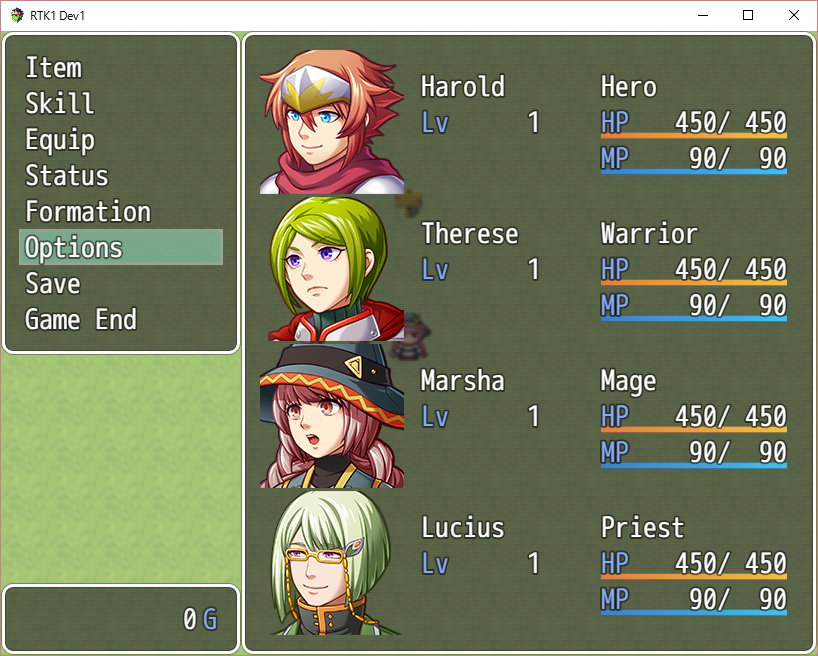 RTK1 Dev1
Item
Skill
Equip
Status
Formation
Options
Save
Game End
0 G
Harold Hero
Lv 1 HP 450/ 450
MP 90/ 90
Therese Warrior
Lv 1 HP 450/ 450
MP 90/ 90
Marsha Mage
Lv 1 HP 450/ 450
MP 90/ 90
Lucius Priest
Lv 1 HP 450/ 450
MP 90/ 90